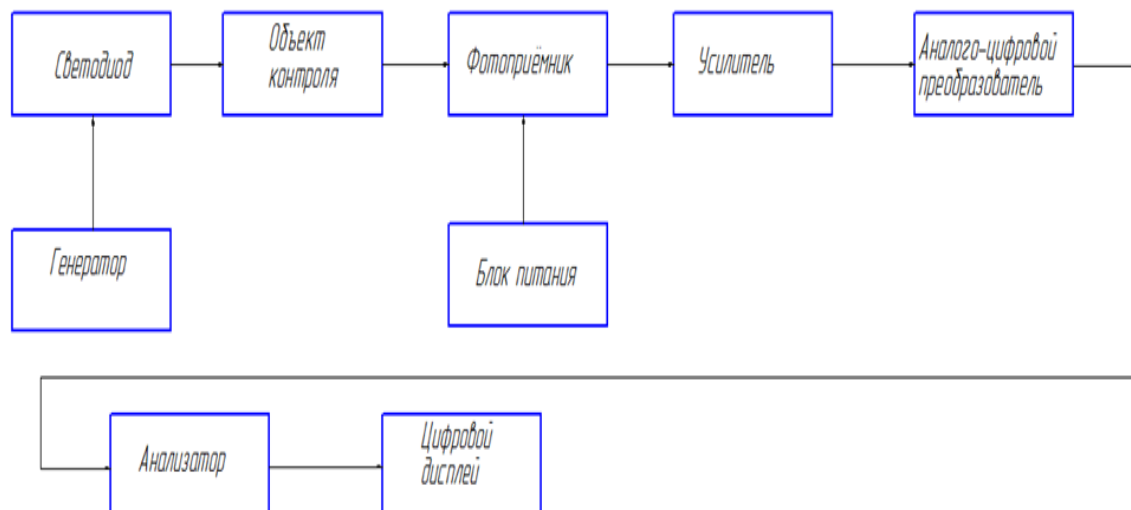 Светодиод
Объект
контроля
Фотоприёмник
Усилитель
Аналого-цифровой
преобразователь
Генератор
Блок питания
Анализатор
Цифровой
дисплей